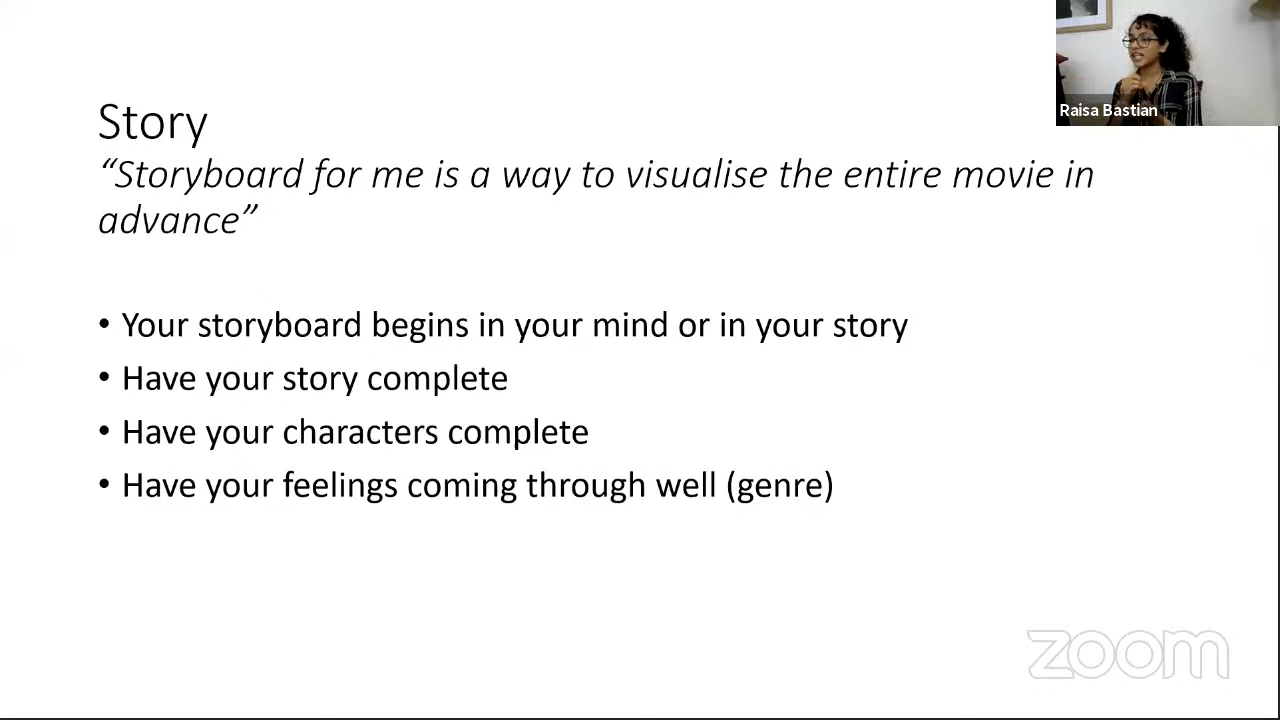 Story
“Storyboard for me is a way to visualise the entire movie in
advance”
• Your storyboard begins in your mind or in your story
• Have your story complete
• Have your characters complete
• Have your feelings coming through well (genre)
Raisa Bastian
zoom